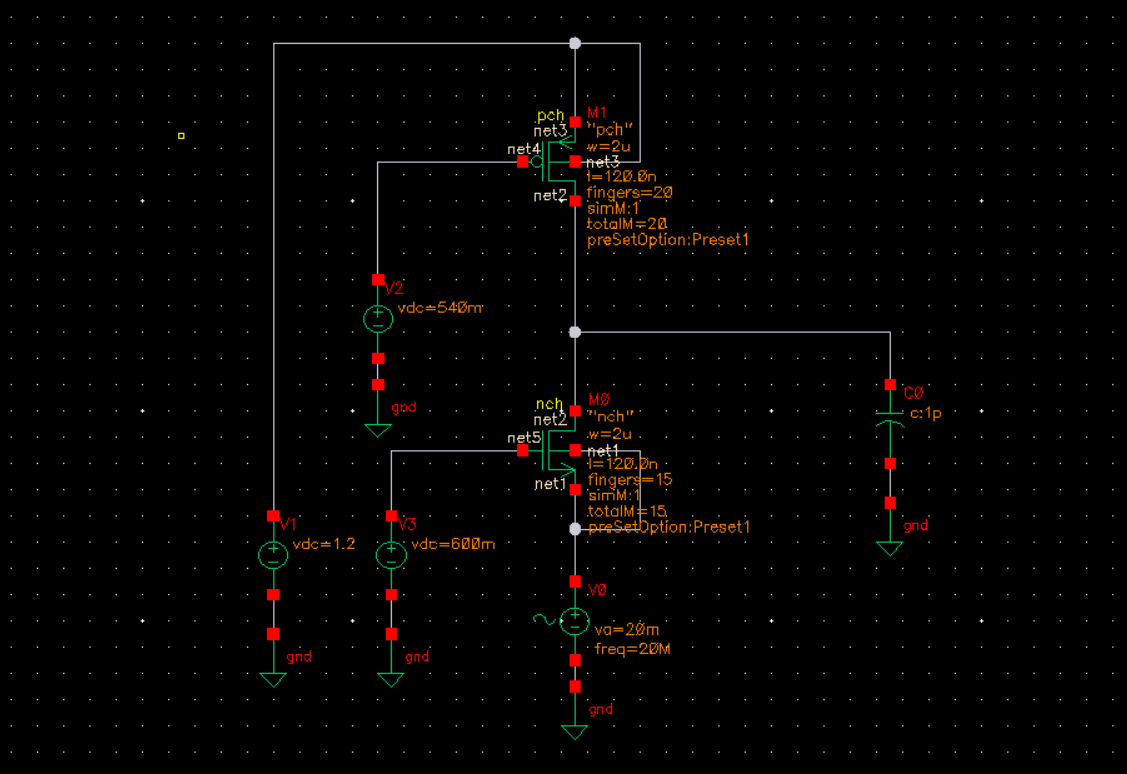 pch
M1
net3
"pch"
w=2u
net4
net3
l=120.0n
net2
fingers=20
simM:1
totalM=20
preSetOption:Preset1
V2
vdc=540m
gnd
nch
M0
net2
"nch"
w=2u
net5
net1
l=120.0n
net1
fingers=15
simM:1
totalM=15
preSetOption:Preset1
C0
c:1p
gnd
V1
vdc=1.2
gnd
V3
vdc=600m
gnd
V0
va=20m
freq=20M
gnd